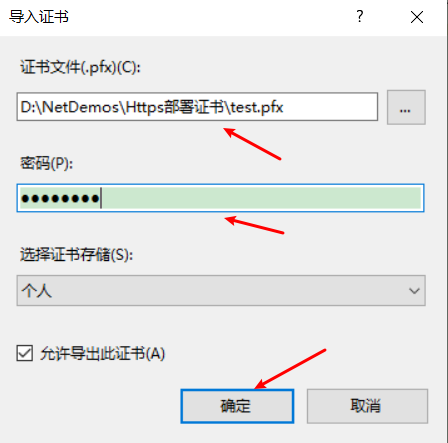 导入证书
?
证书文件(.pfx)(C):
D:\NetDemos\Https部署证书\test.pfx
...
密码(P):
●●●●●●●●
选择证书存储(S):
个人
允许导出此证书(A)
确定
取消